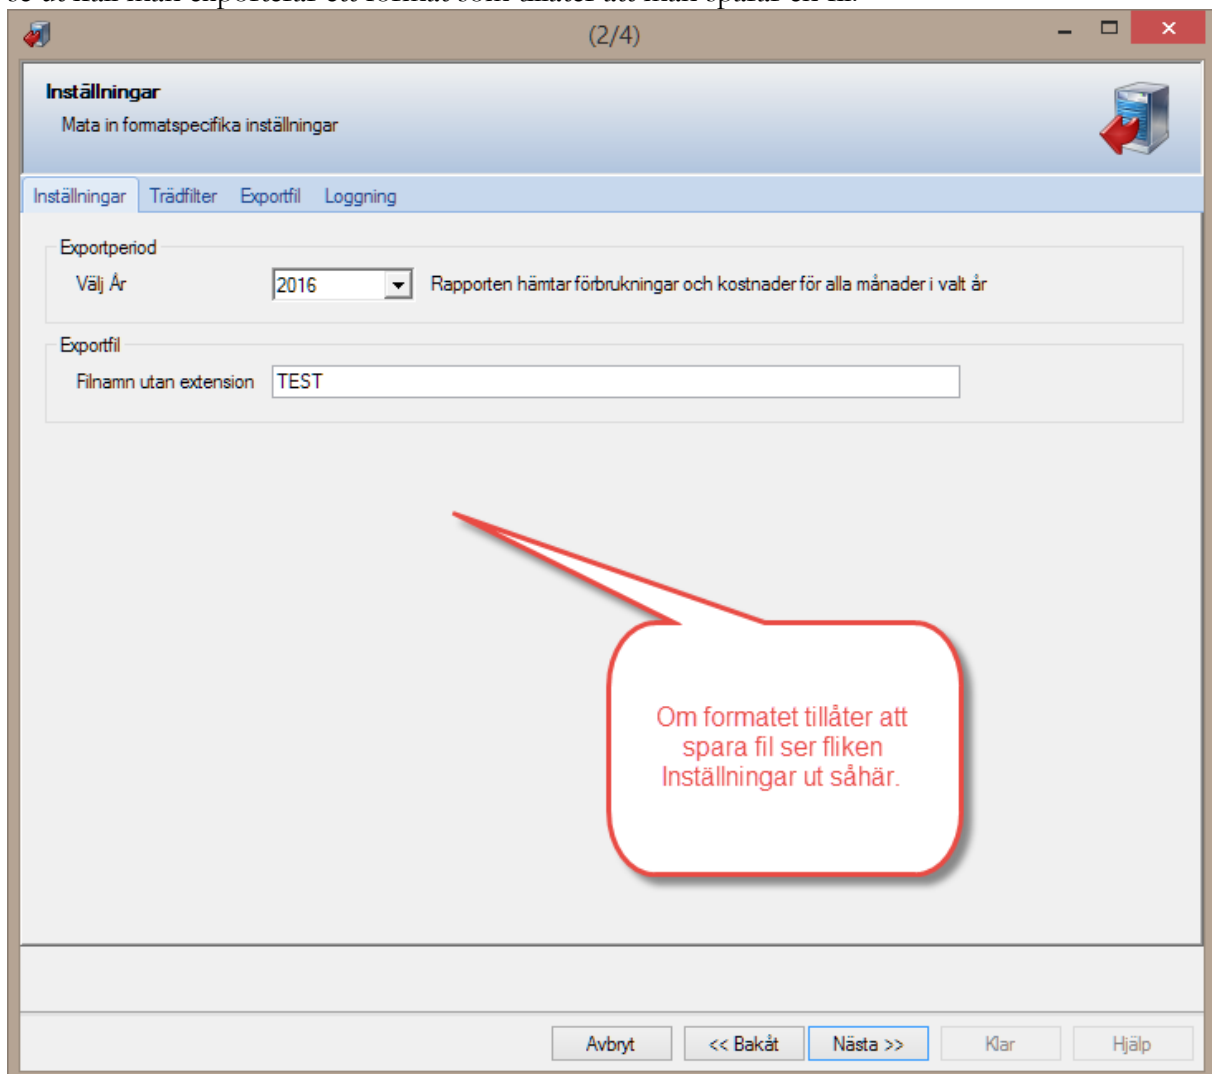 (2/4)
Inställningar
Mata in formatspecifika inställningar
Inställningar Trädfilter Exportfil Loggning
Exportperiod
Välj År 2016 Rapporten hämtar förbrukningar och kostnader för alla månader i valt år
Exportfil
Filnamn utan extension TEST
Om formatet tillåter att
spara fil ser fliken
Inställningar ut såhär.
Avbryt << Bakåt Nästa >> Klar Hjälp